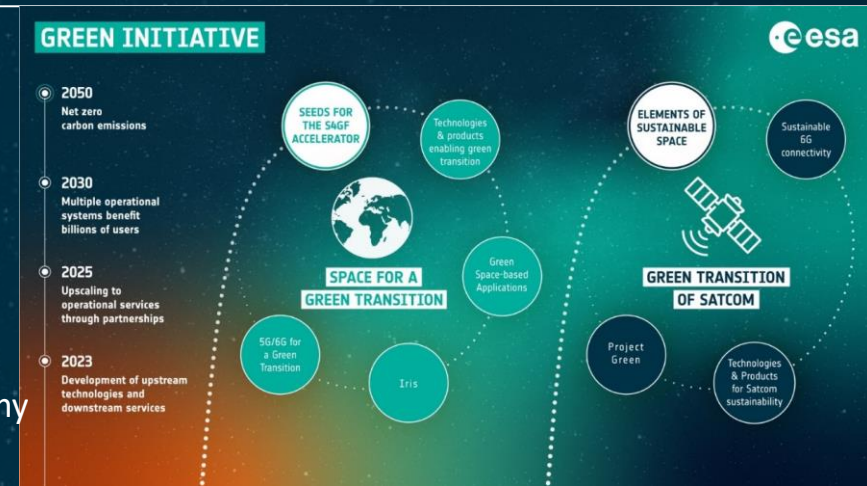 GREEN INITIATIVE
esa
2050
Net zero
carbon emissions
2030
Multiple operational
systems benefit
billions of users
2025
Upscaling to
operational services
through partnerships
2023
Development of upstream
technologies and
downstream services
SEEDS FOR
THE S4GF
ACCELERATOR
Technologies
& products
enabling green
transition
SPACE FOR A
GREEN TRANSITION
Green
Space-based
Applications
5G/6G for
a Green
Transition
Iris
ELEMENTS OF
SUSTAINABLE
SPACE
Sustainable
6G
connectivity
GREEN TRANSITION
OF SATCOM
Project
Green
Technologies
& Products
for Satcom
sustainability